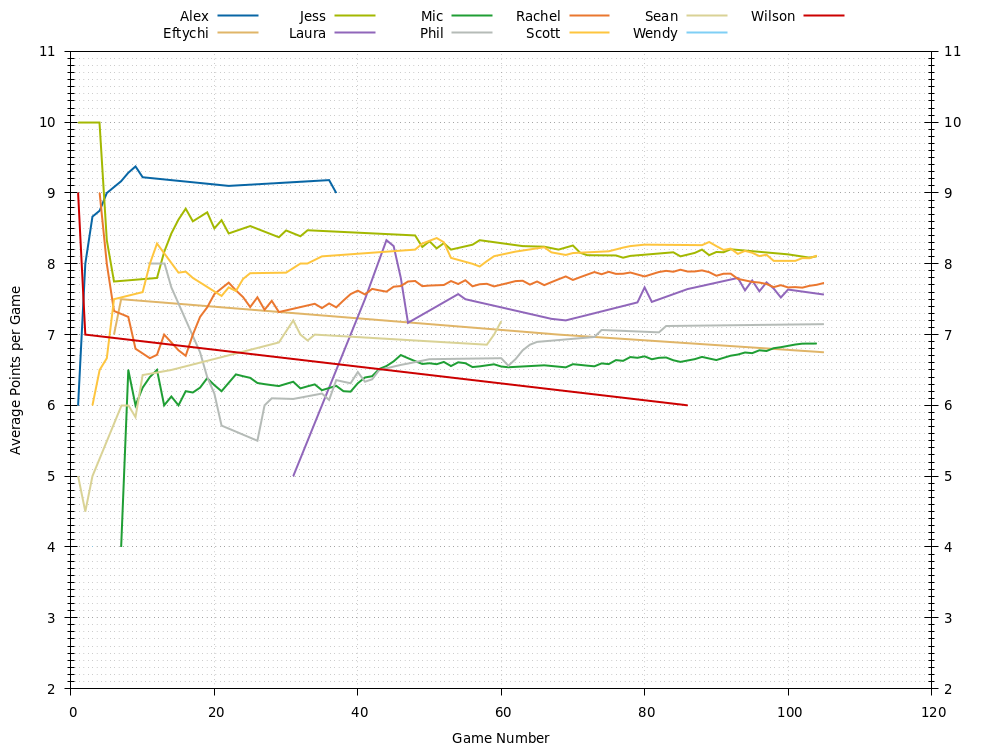 Alex Jess Mic Rachel Sean Wilson
Eftychi Laura Phil Scott Wendy
11 11
10 10
9 9
8 8
7 7
6 6
5 5
4 4
3 3
2 2
0 20 40 60 80 100 120
Average Points per Game
Game Number